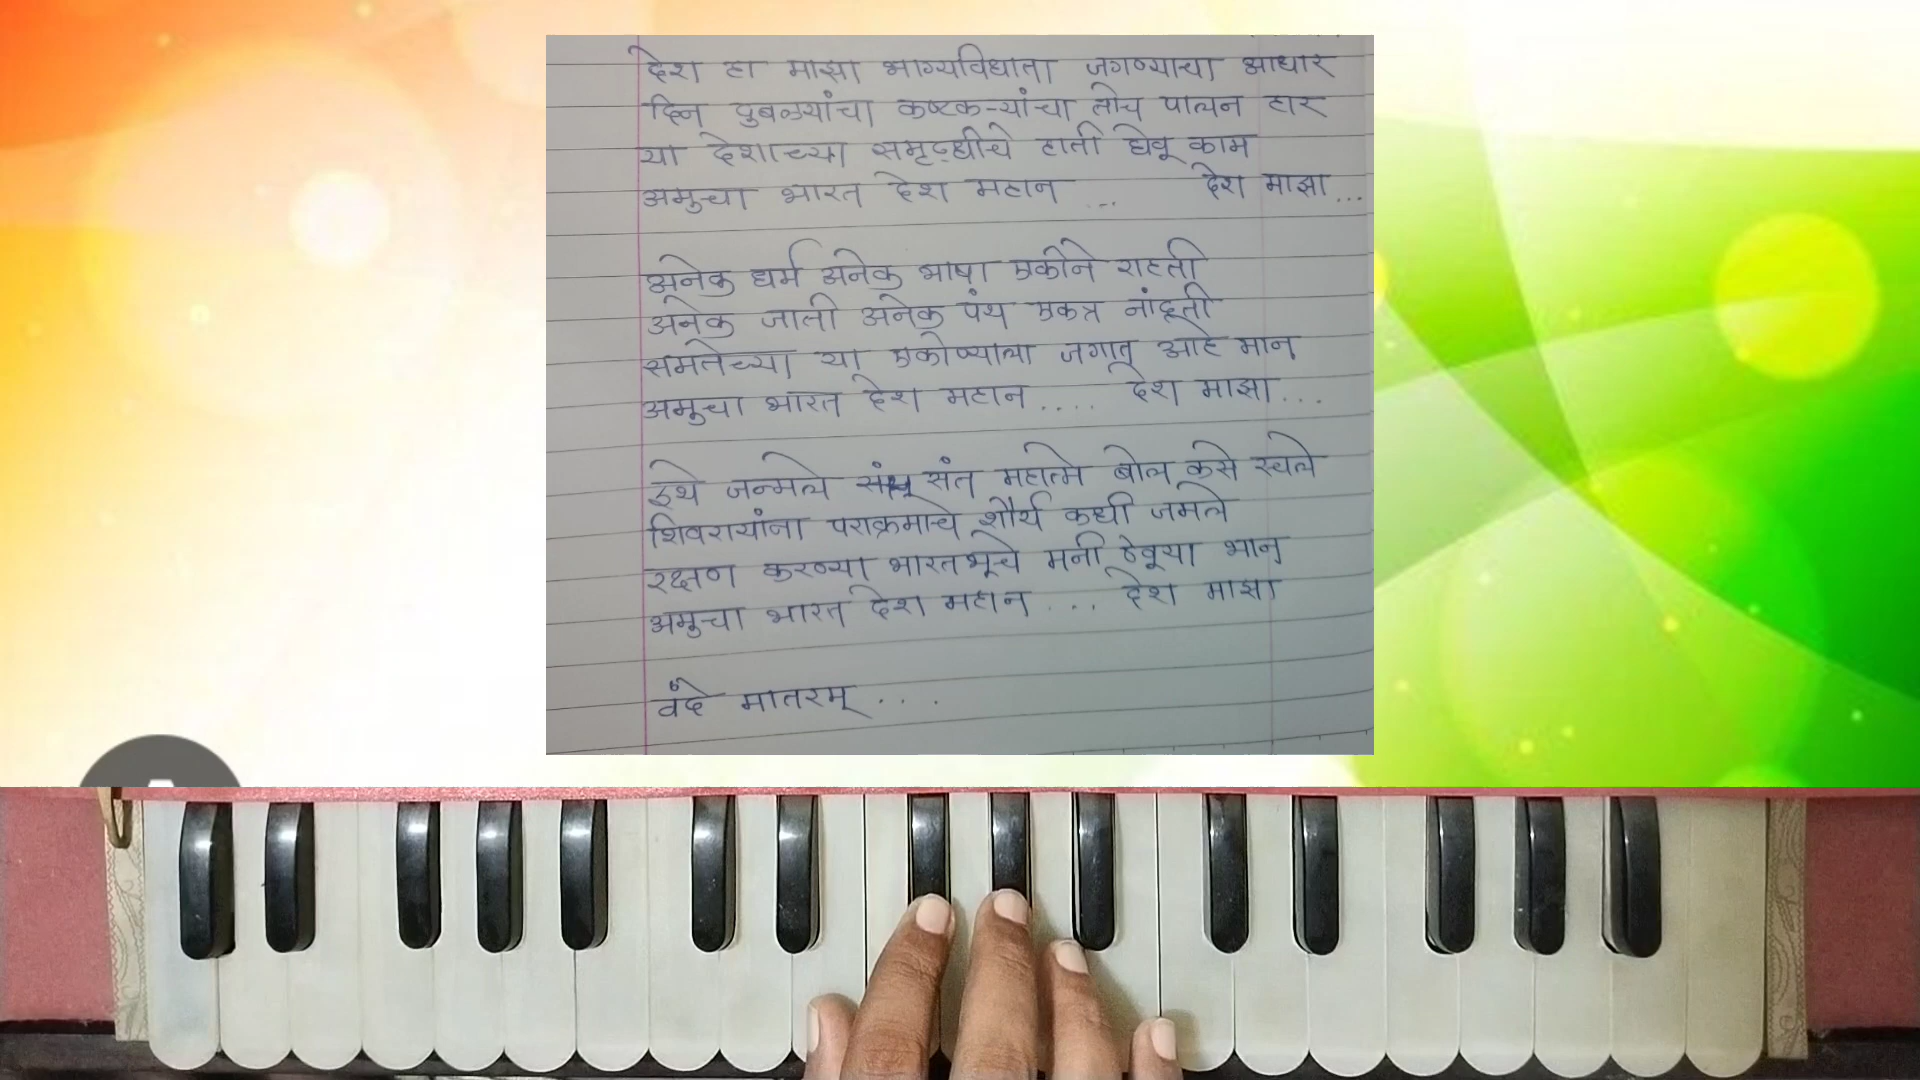 देश हा माझा भाग्यविधाता जगण्याचा आधार
दिन दुबळ्यांचा कष्टक-यांचा तोच पालन हार
या देशाच्या समृद्धीचे हाती घेवू काम
अमुचा भारत देश महान ... देश माझा...
अनेक धर्म अनेक भाषा एकीने राहती
अनेक जाती अनेक पंथ एकत्र नांदती
समतेच्या या एकोप्याला जगात आहे मान
अमुचा भारत देश महान .... देश माझा...
इथे जन्मले संत महात्मे बोल कसे रचले
शिवरायांना पराक्रमाचे शौर्य कधी जमले
रक्षण करण्या भारतभूचे मनी ठेवूया भान
अमुचा भारत देश महान ... देश माझा
वंदे मातरम् ...